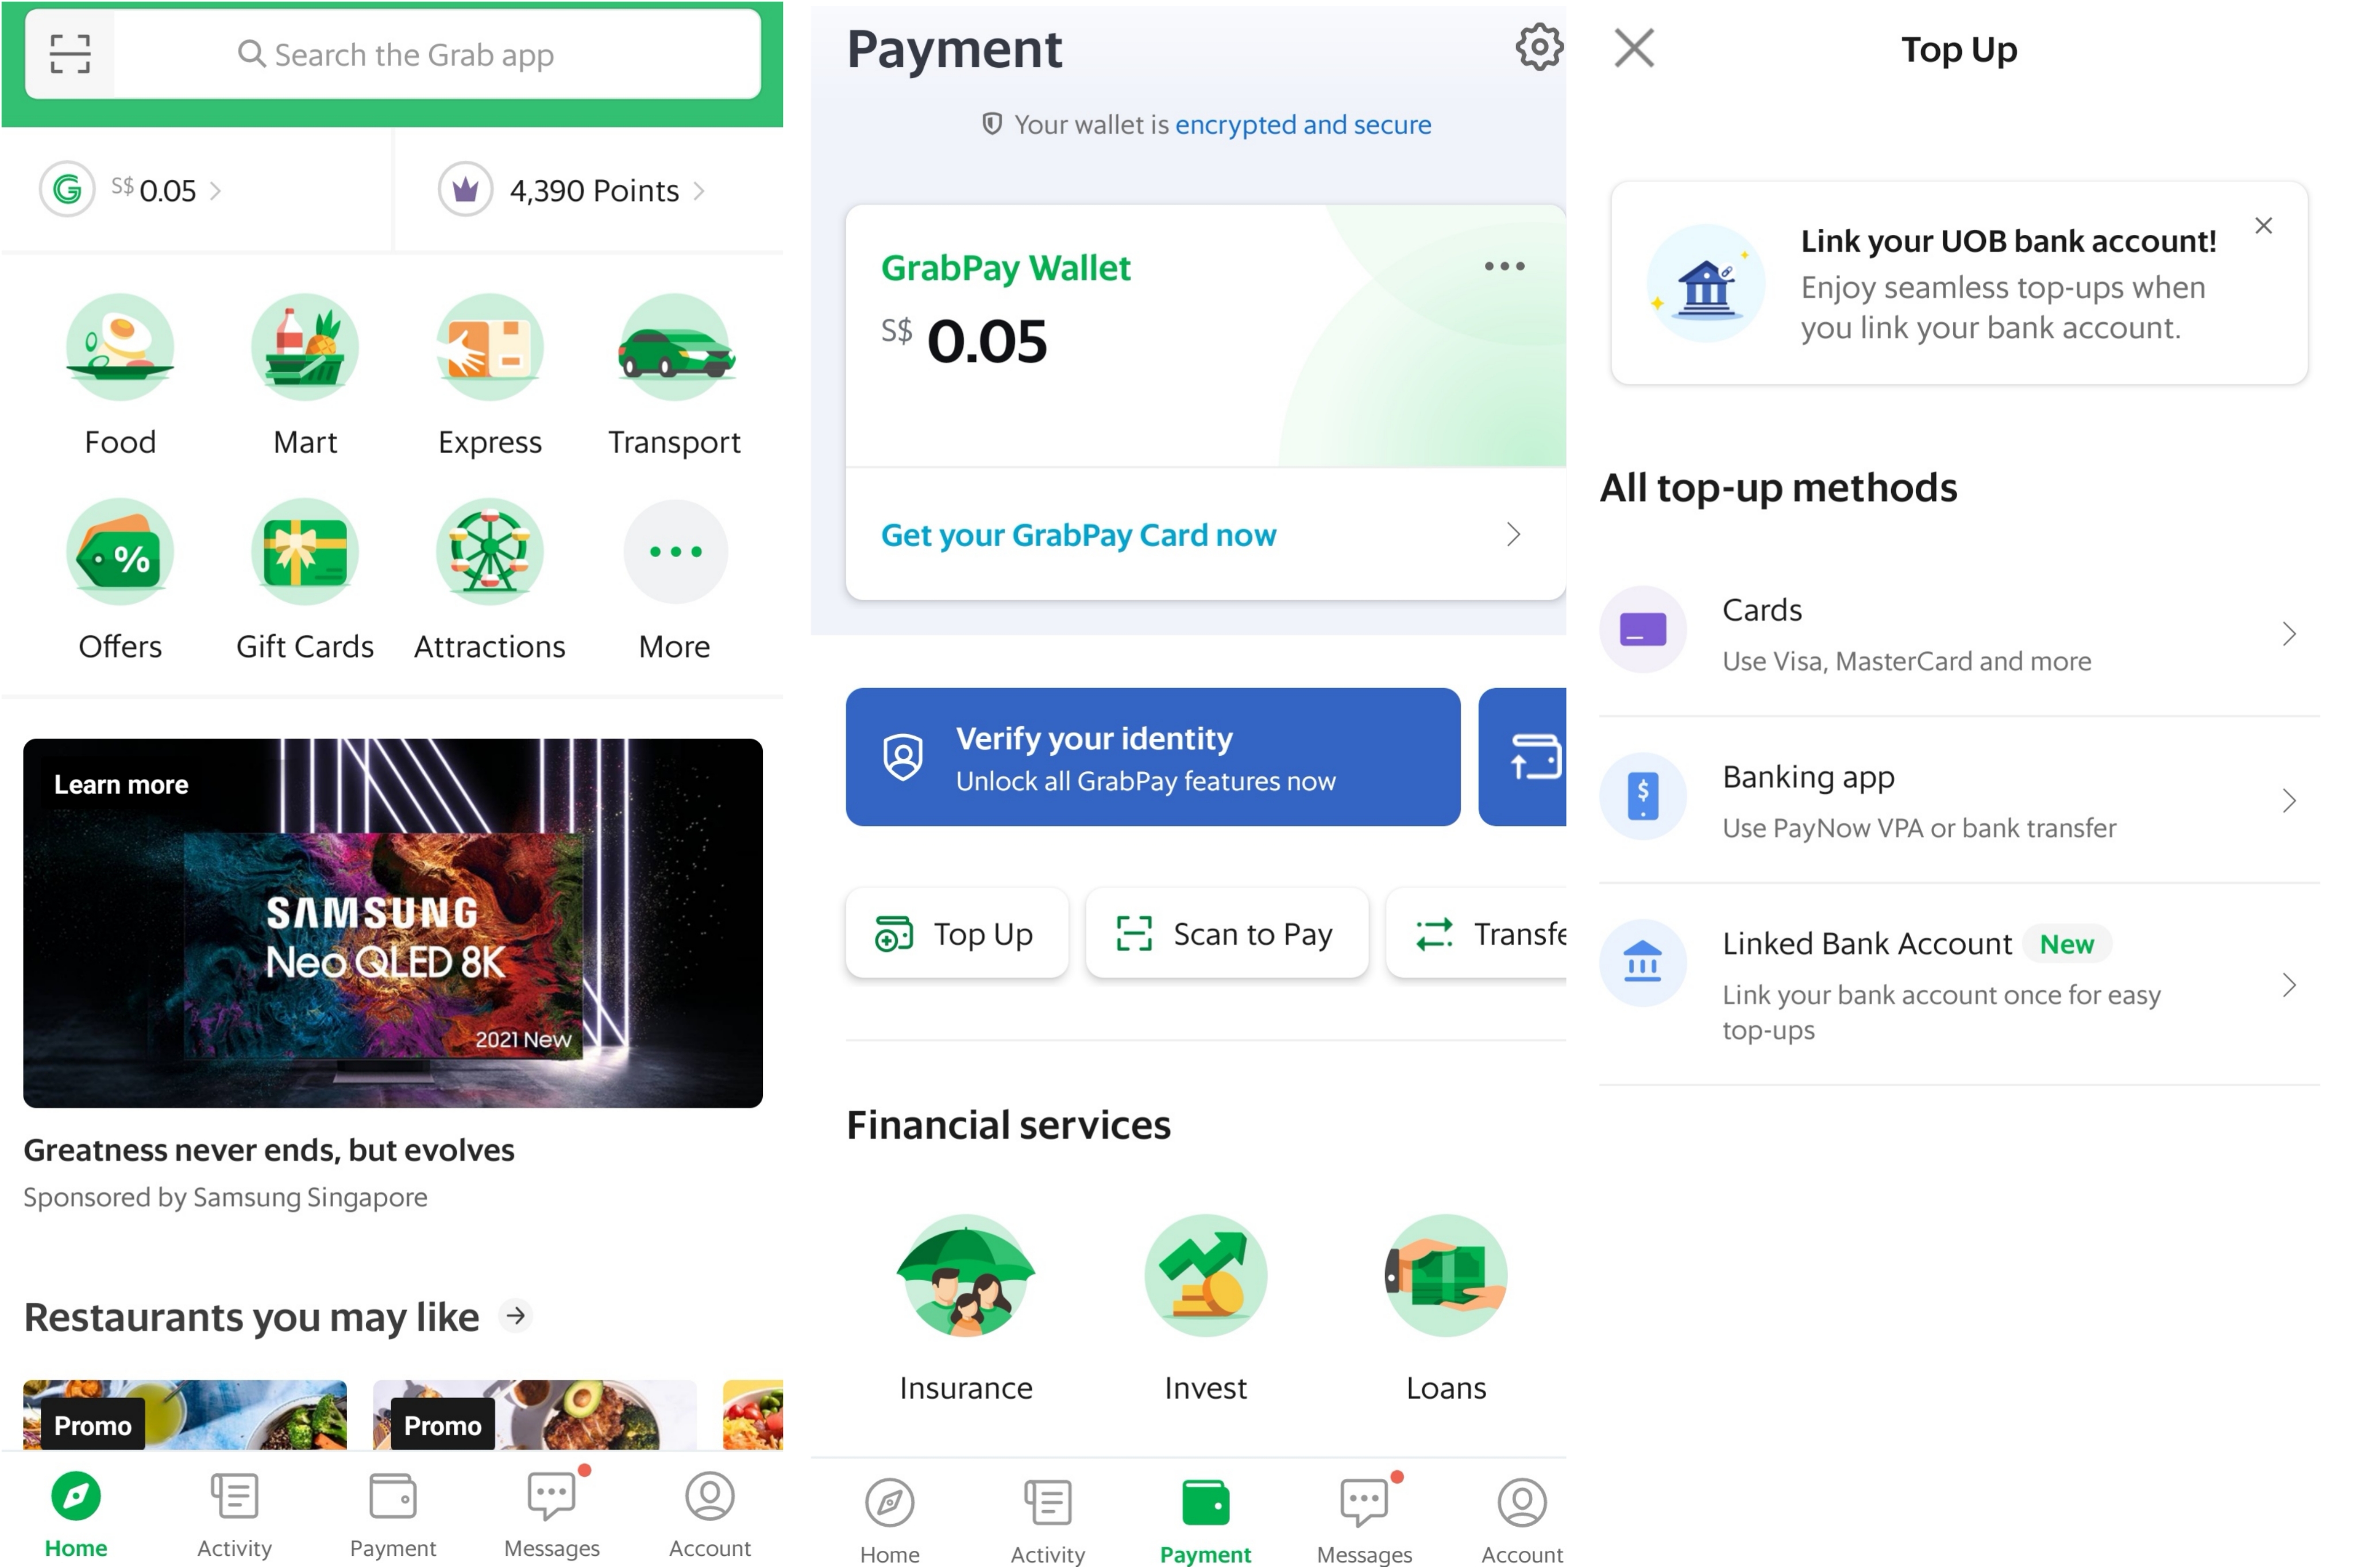 Search the Grab app
S$ 0.05
4,390 Points
Food
Mart
Express
Transport
%
Offers
Gift Cards
Attractions
More
Learn more
SAMSUNG
Neo QLED 8K
2021 New
Greatness never ends, but evolves
Sponsored by Samsung Singapore
Restaurants you may like
Promo
Promo
Home
Activity
Payment
Messages
Account
Payment
Your wallet is encrypted and secure
GrabPay Wallet
S$ 0.05
Get your GrabPay Card now
Verify your identity
Unlock all GrabPay features now
Top Up
Scan to Pay
Transfe
Financial services
Insurance
Invest
Loans
Home
Activity
Payment
Messages
Account
Top Up
Link your UOB bank account!
Enjoy seamless top-ups when
you link your bank account.
All top-up methods
Cards
Use Visa, MasterCard and more
$
Banking app
Use PayNow VPA or bank transfer
Linked Bank Account New
Link your bank account once for easy
top-ups